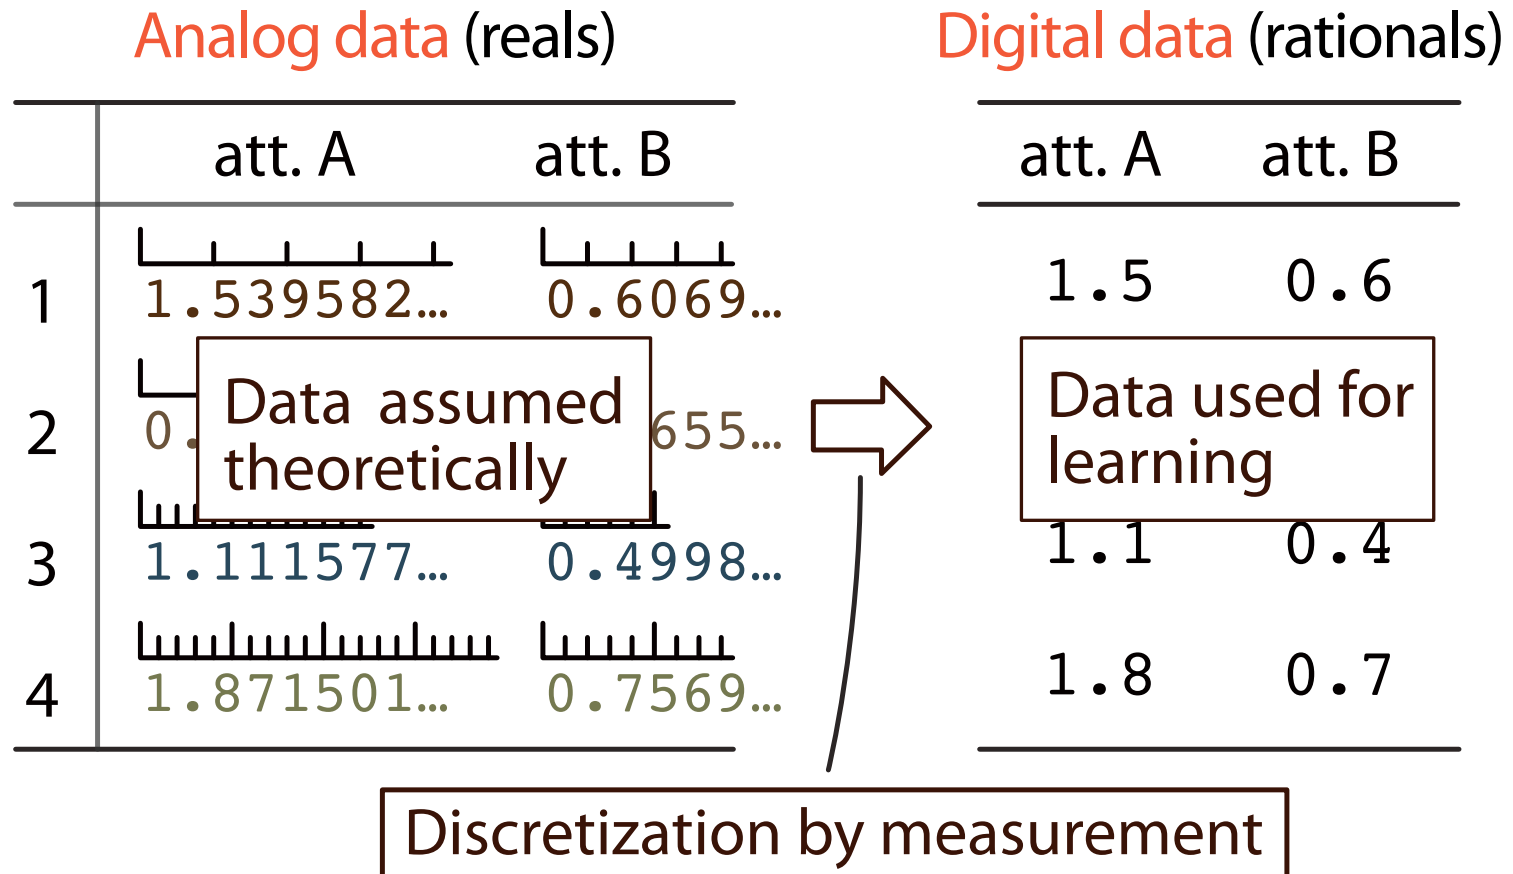 Analog data (reals)
Digital data (rationals)
att. A att. B
att. A att. B
1 1.539582... 0.6069...
1.5 0.6
2 0. 655...
Data assumed
theoretically
Data used for
learning
3 1.111577... 0.4998...
1.1 0.4
4 1.871501... 0.7569...
1.8 0.7
Discretization by measurement